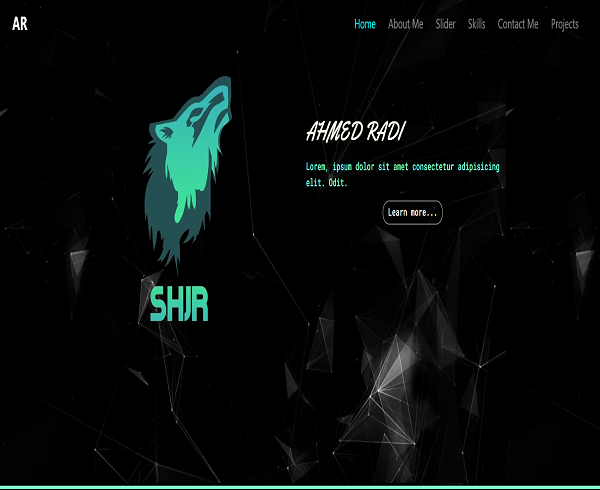 AR
Home
About Me
Slider
Skills
Contact Me
Projects
AHMED RADI
Lorem, ipsum dolor sit amet consectetur adipisicing
elit. Odit.
Learn more...
SHJR